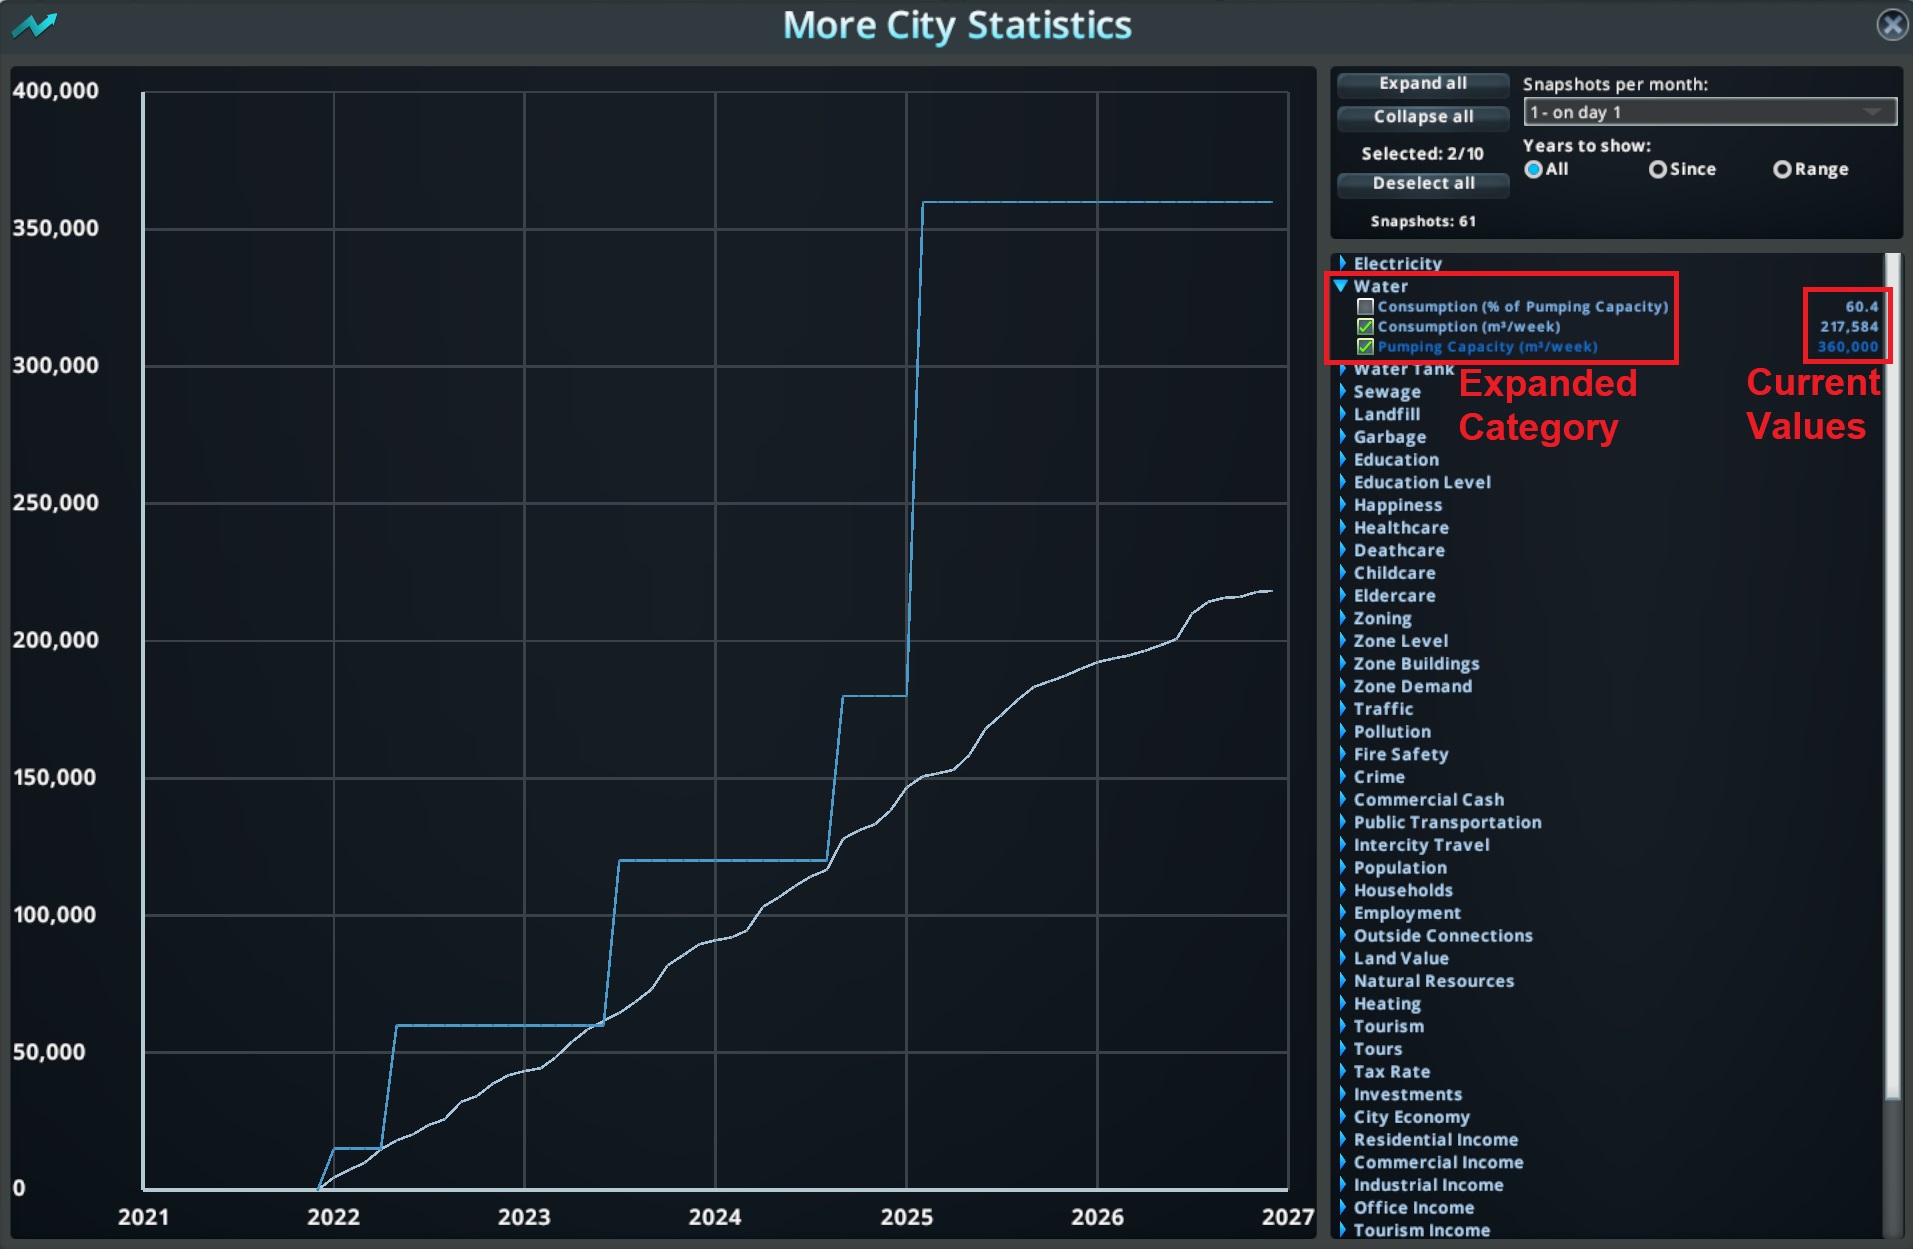 More City Statistics
400,000
350,000
300,000
250,000
200,000
150,000
100,000
50,000
0
2021 2022 2023 2024 2025 2026 2027
Expand all
Collapse all
Selected: 2/10
Deselect all
Snapshots: 61
Snapshots per month:
1 - on day 1
Years to show:
All Since Range
Electricity
Water
Consumption (% of Pumping Capacity) 60.4
Consumption (m³/week) 217,584
Pumping Capacity (m³/week) 360,000
Expanded
Category
Current
Values
Water Tank
Sewage
Landfill
Garbage
Education
Education Level
Happiness
Healthcare
Deathcare
Childcare
Eldercare
Zoning
Zone Level
Zone Buildings
Zone Demand
Traffic
Pollution
Fire Safety
Crime
Commercial Cash
Public Transportation
Intercity Travel
Population
Households
Employment
Outside Connections
Land Value
Natural Resources
Heating
Tourism
Tours
Tax Rate
Investments
City Economy
Residential Income
Commercial Income
Industrial Income
Office Income
Tourism Income